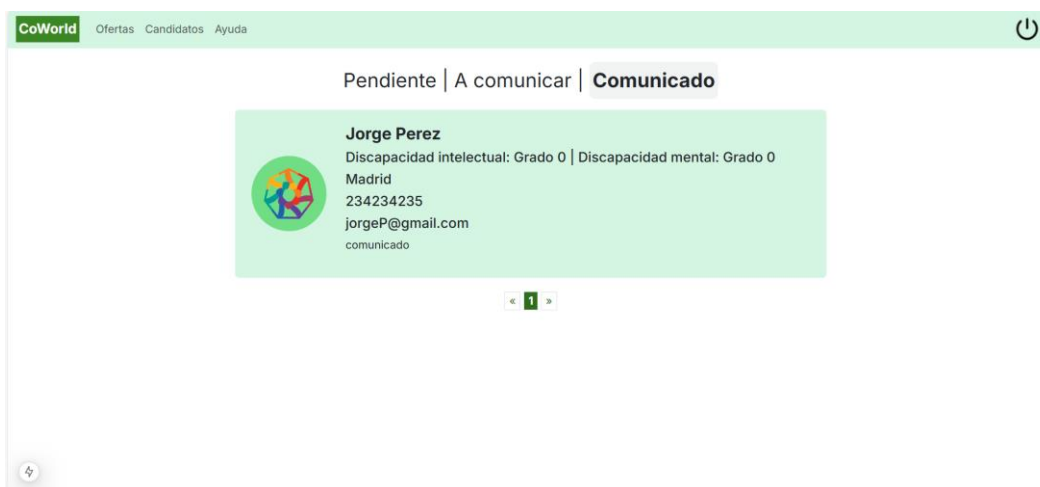 CoWorld Ofertas Candidatos Ayuda
Pendiente | A comunicar | Comunicado
Jorge Perez
Discapacidad intelectual: Grado 0 | Discapacidad mental: Grado 0
Madrid
234234235
jorgeP@gmail.com
comunicado
« 1 »